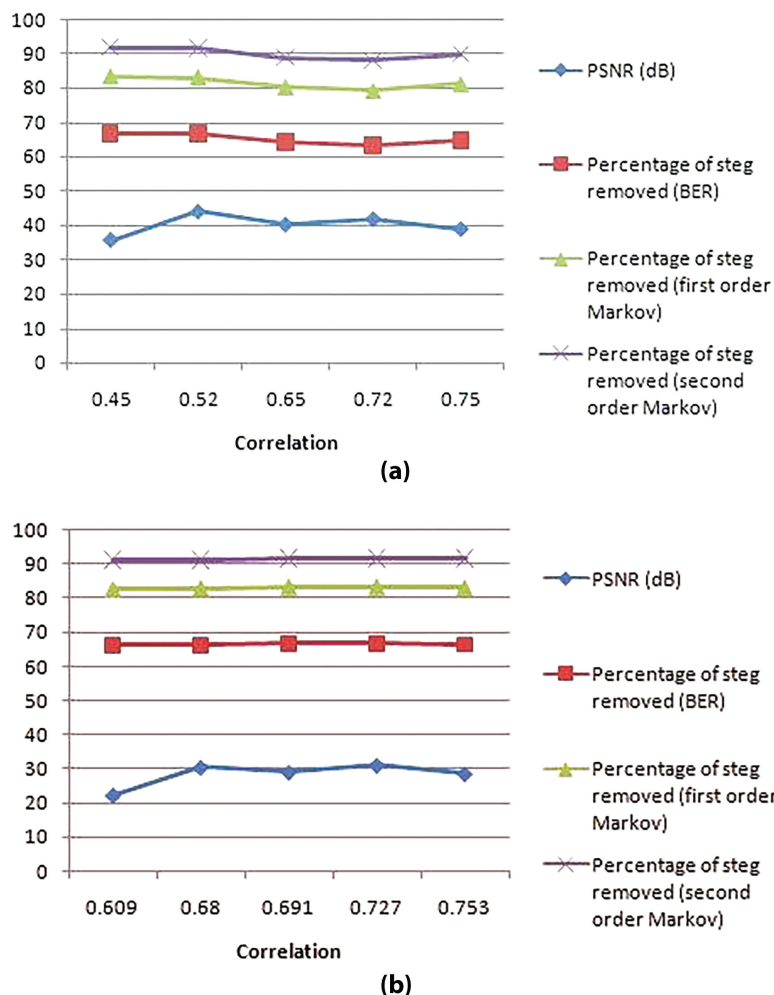 100
90
80
70
60
50
40
30
20
10
0
0.45 0.52 0.65 0.72 0.75
Correlation
PSNR (dB)
Percentage of steg
removed (BER)
Percentage of steg
removed (first order
Markov)
Percentage of steg
removed (second
order Markov)
(a)
100
90
80
70
60
50
40
30
20
10
0
0.609 0.68 0.691 0.727 0.753
Correlation
PSNR (dB)
Percentage of steg
removed (BER)
Percentage of steg
removed (first order
Markov)
Percentage of steg
removed (second
order Markov)
(b)